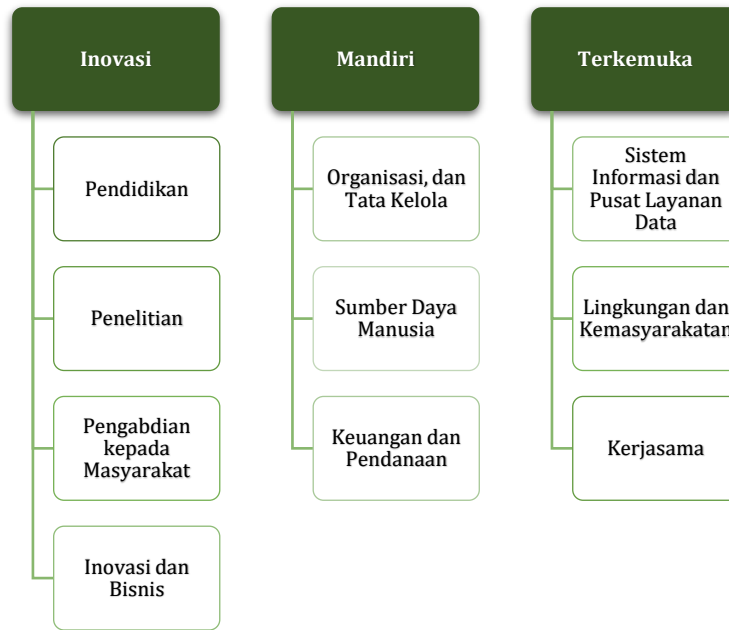 Inovasi
Pendidikan
Penelitian
Pengabdian
kepada
Masyarakat
Inovasi dan
Bisnis
Mandiri
Organisasi, dan
Tata Kelola
Sumber Daya
Manusia
Keuangan dan
Pendanaan
Terkemuka
Sistem
Informasi dan
Pusat Layanan
Data
Lingkungan dan
Kemasyarakatan
Kerjasama